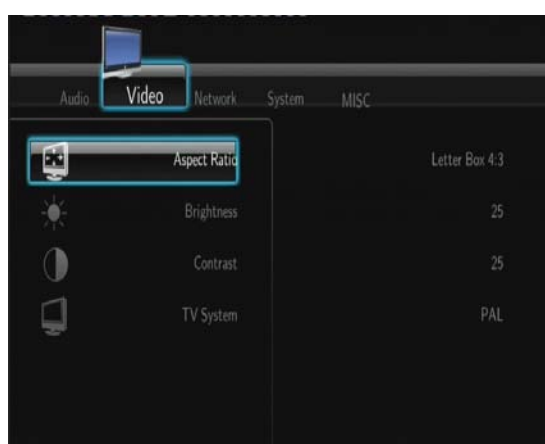 Audio Video Network System MISC
Aspect Ratio Letter Box 4:3
Brightness 25
Contrast 25
TV System PAL